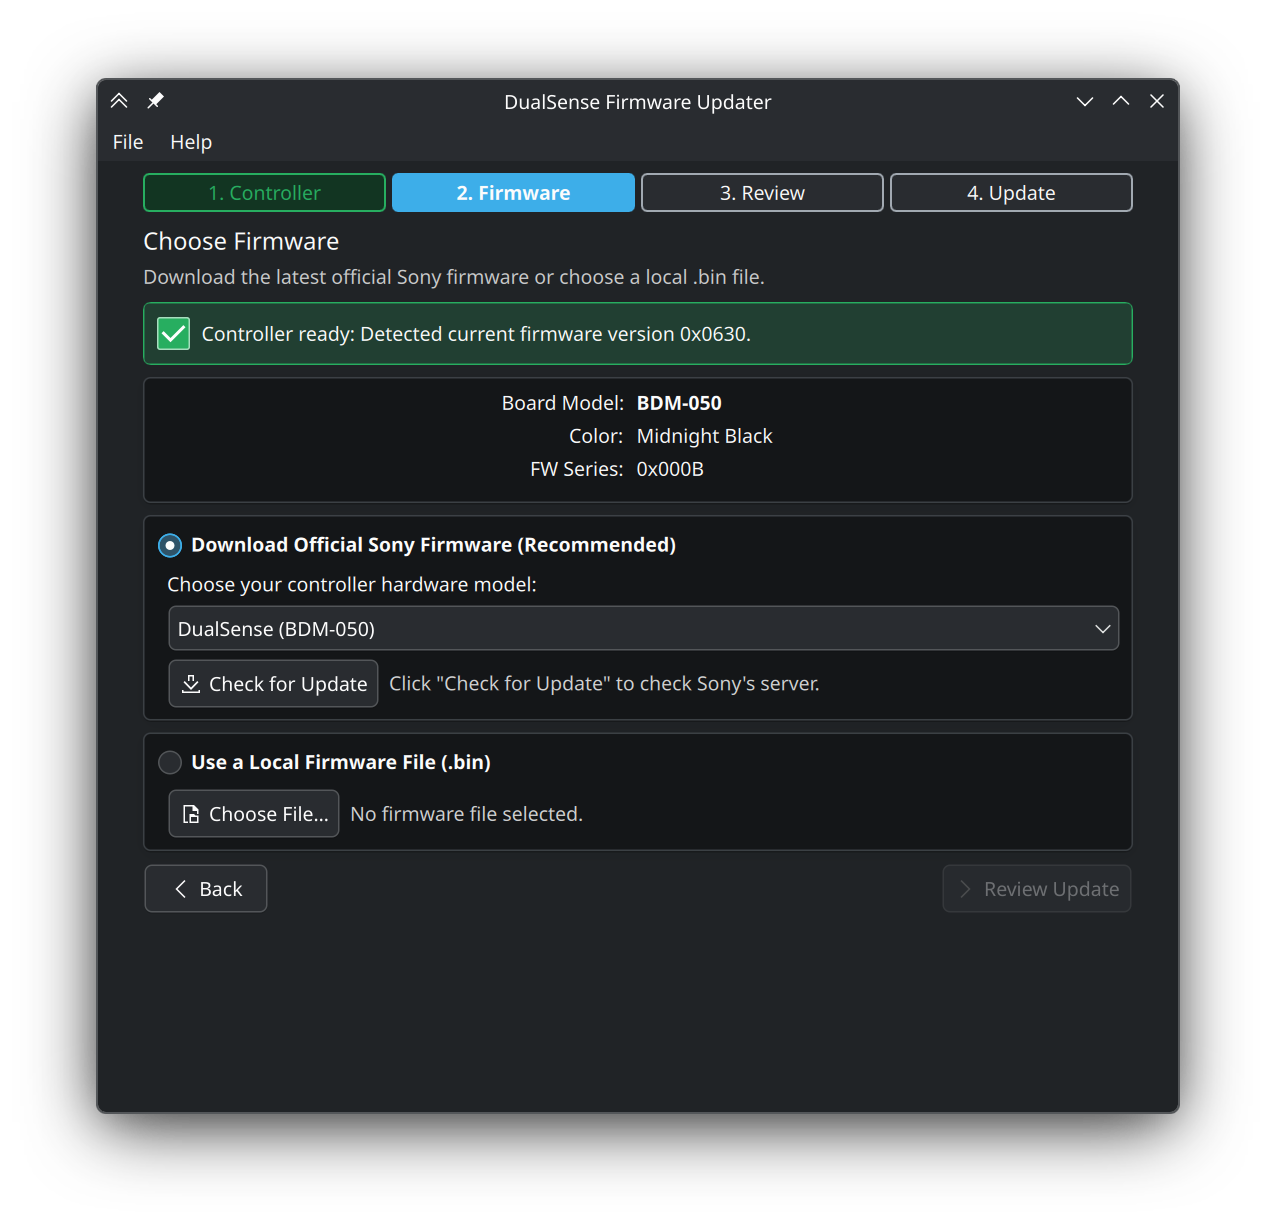 DualSense Firmware Updater
File Help
1. Controller 2. Firmware 3. Review 4. Update
Choose Firmware
Download the latest official Sony firmware or choose a local .bin file.
Controller ready: Detected current firmware version 0x0630.
Board Model: BDM-050
Color: Midnight Black
FW Series: 0x000B
Download Official Sony Firmware (Recommended)
Choose your controller hardware model:
DualSense (BDM-050)
Check for Update Click "Check for Update" to check Sony's server.
Use a Local Firmware File (.bin)
Choose File... No firmware file selected.
Back Review Update